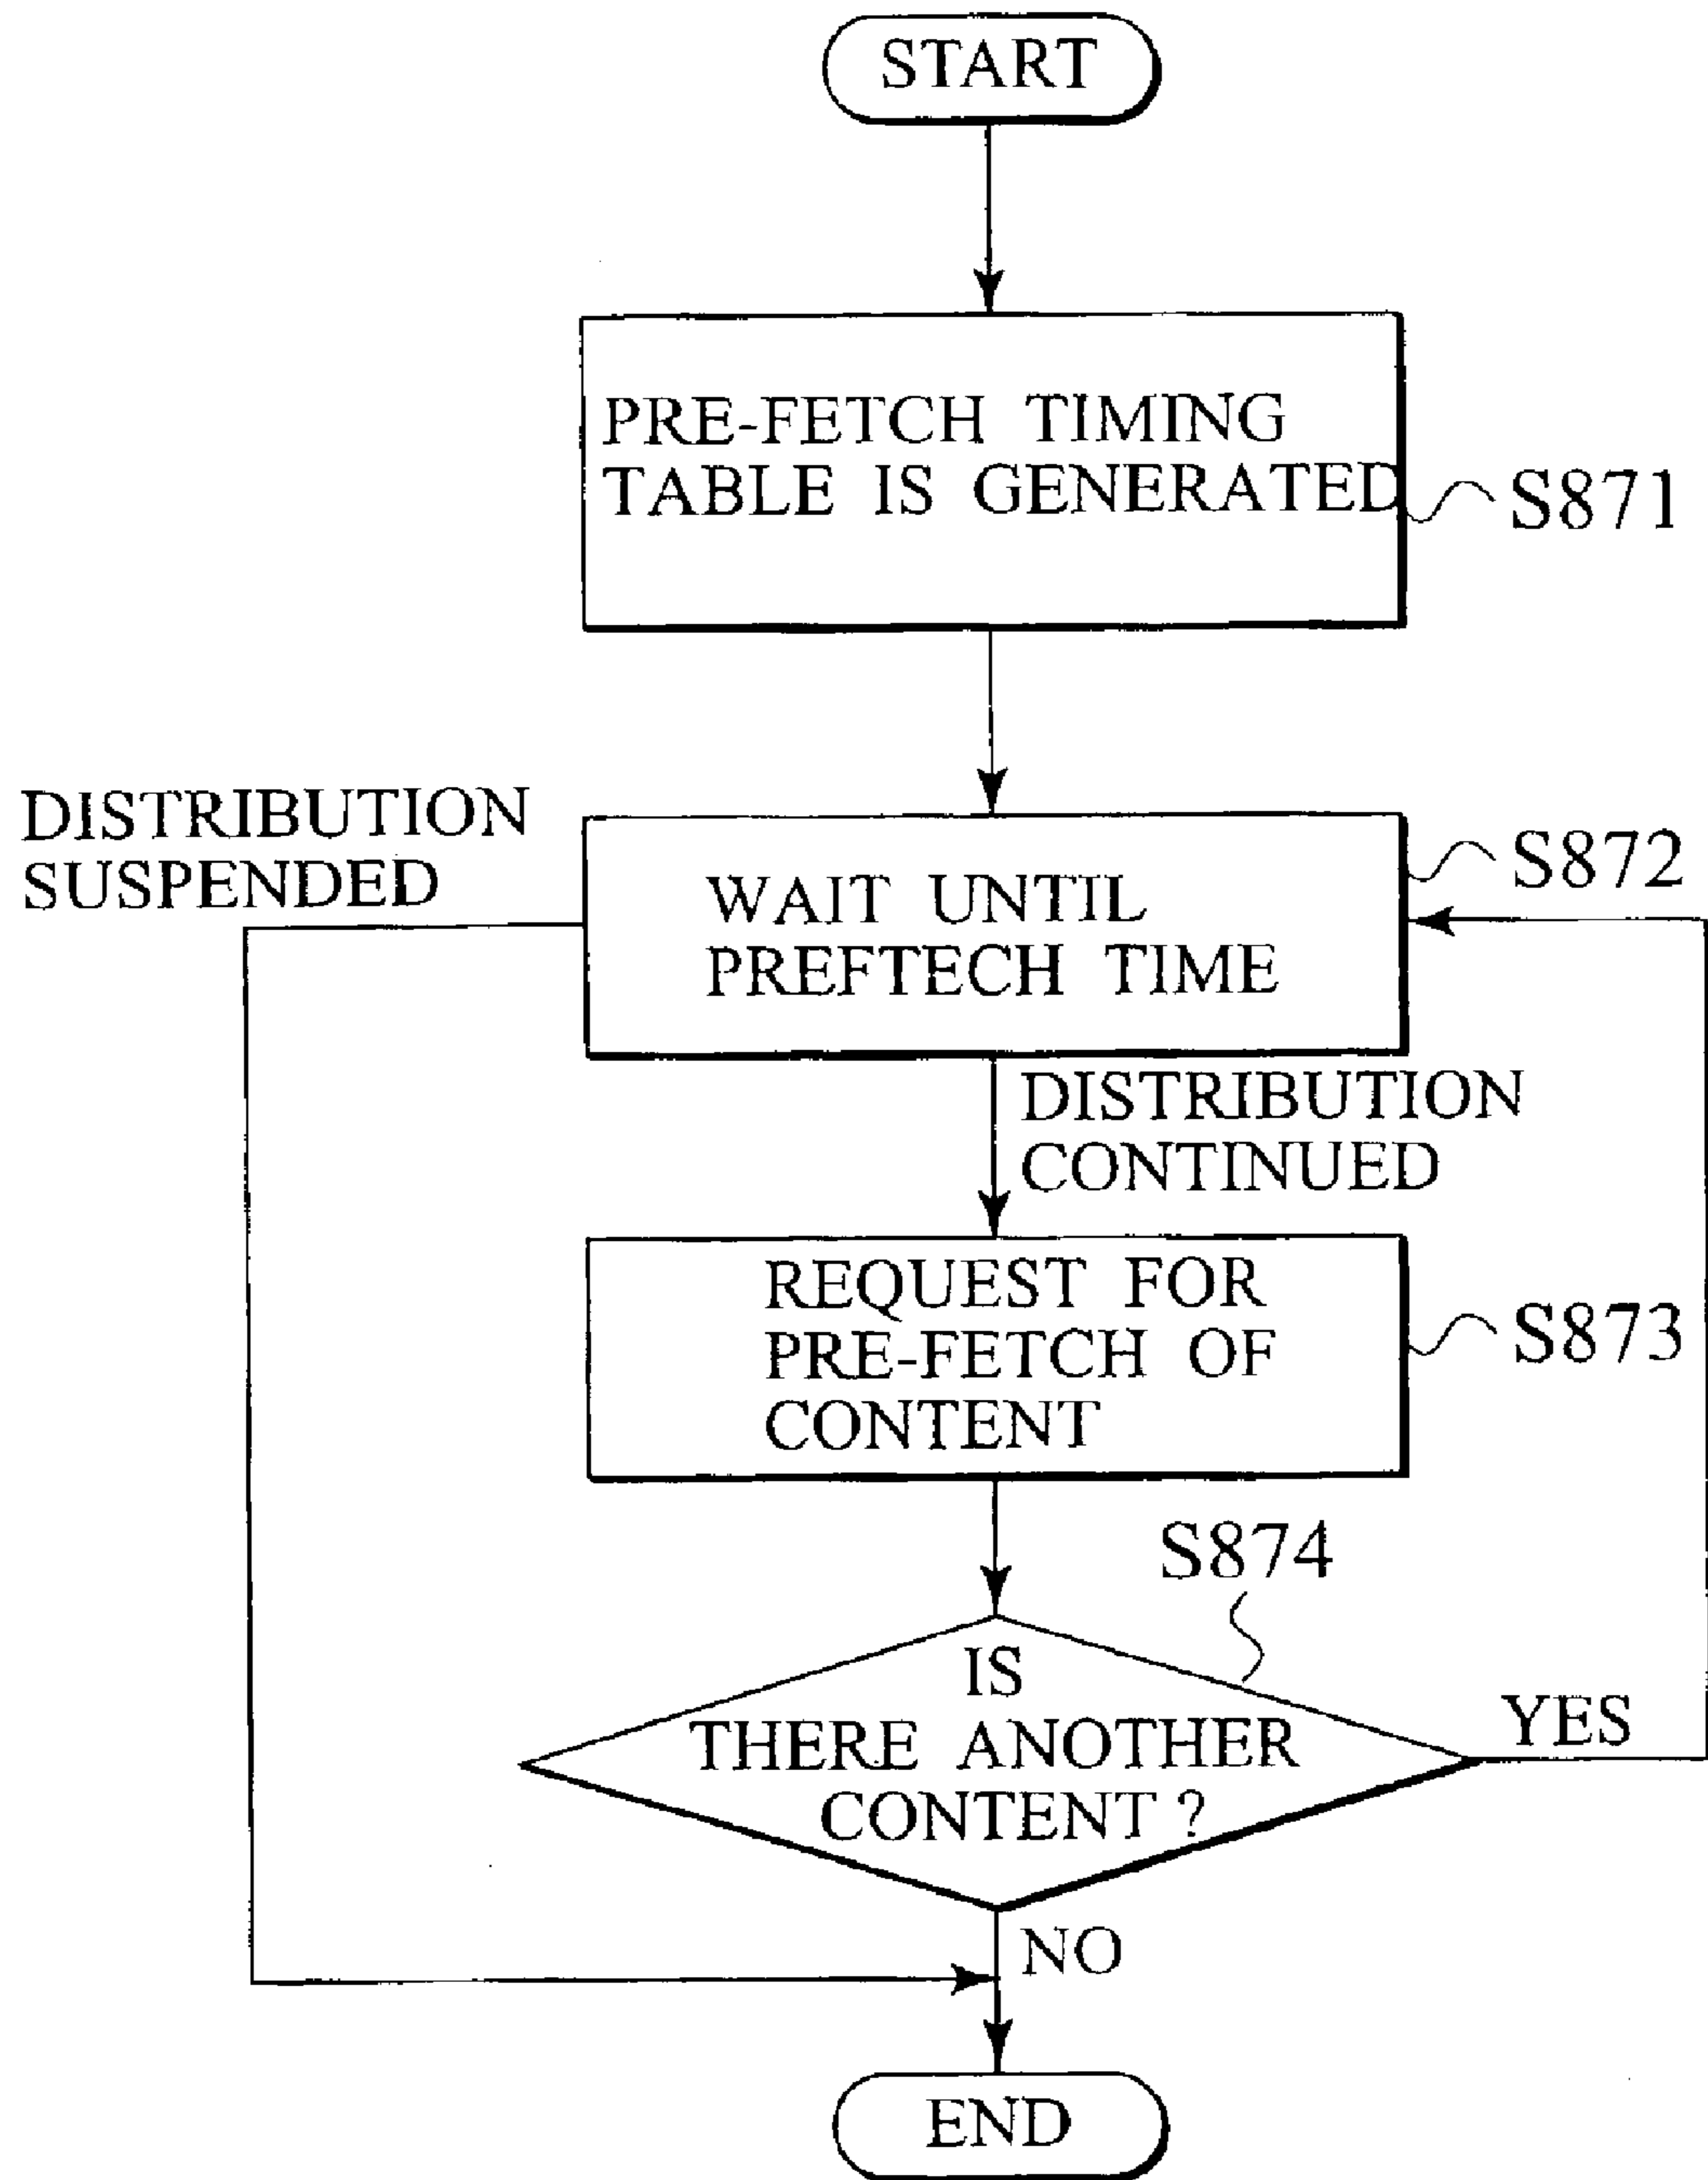 START
PRE-FETCH TIMING
TABLE IS GENERATED
S871
DISTRIBUTION
SUSPENDED
S872
WAIT UNTIL
PREFTECH TIME
DISTRIBUTION
CONTINUED
REQUEST FOR
PRE-FETCH OF
CONTENT
S873
S874
IS
THERE ANOTHER
CONTENT ?
YES
NO
END